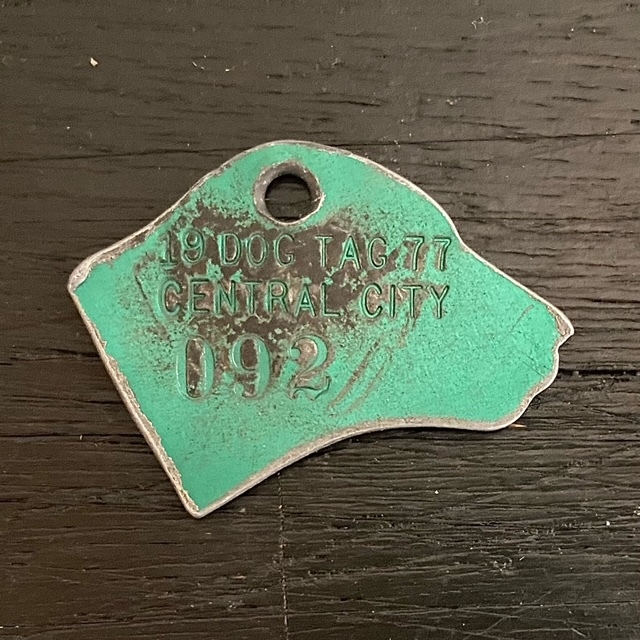 19 DOG TAG 77
CENTRAL CITY
092